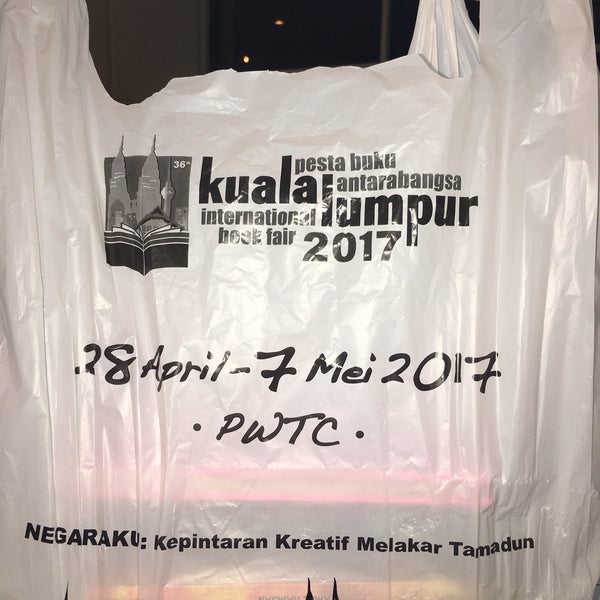 36th
pesta buku
antarabangsa
kuala lumpur
international
book fair
2017
28 April - 7 Mei 2017
• PWTC •
NEGARAKU: Kepintaran Kreatif Melakar Tamadun